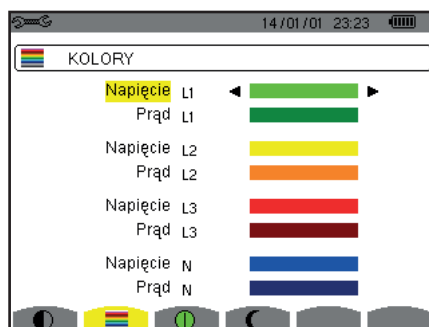 14/01/01 23:23
KOLORY
Napięcie L1
Prąd L1
Napięcie L2
Prąd L2
Napięcie L3
Prąd L3
Napięcie N
Prąd N